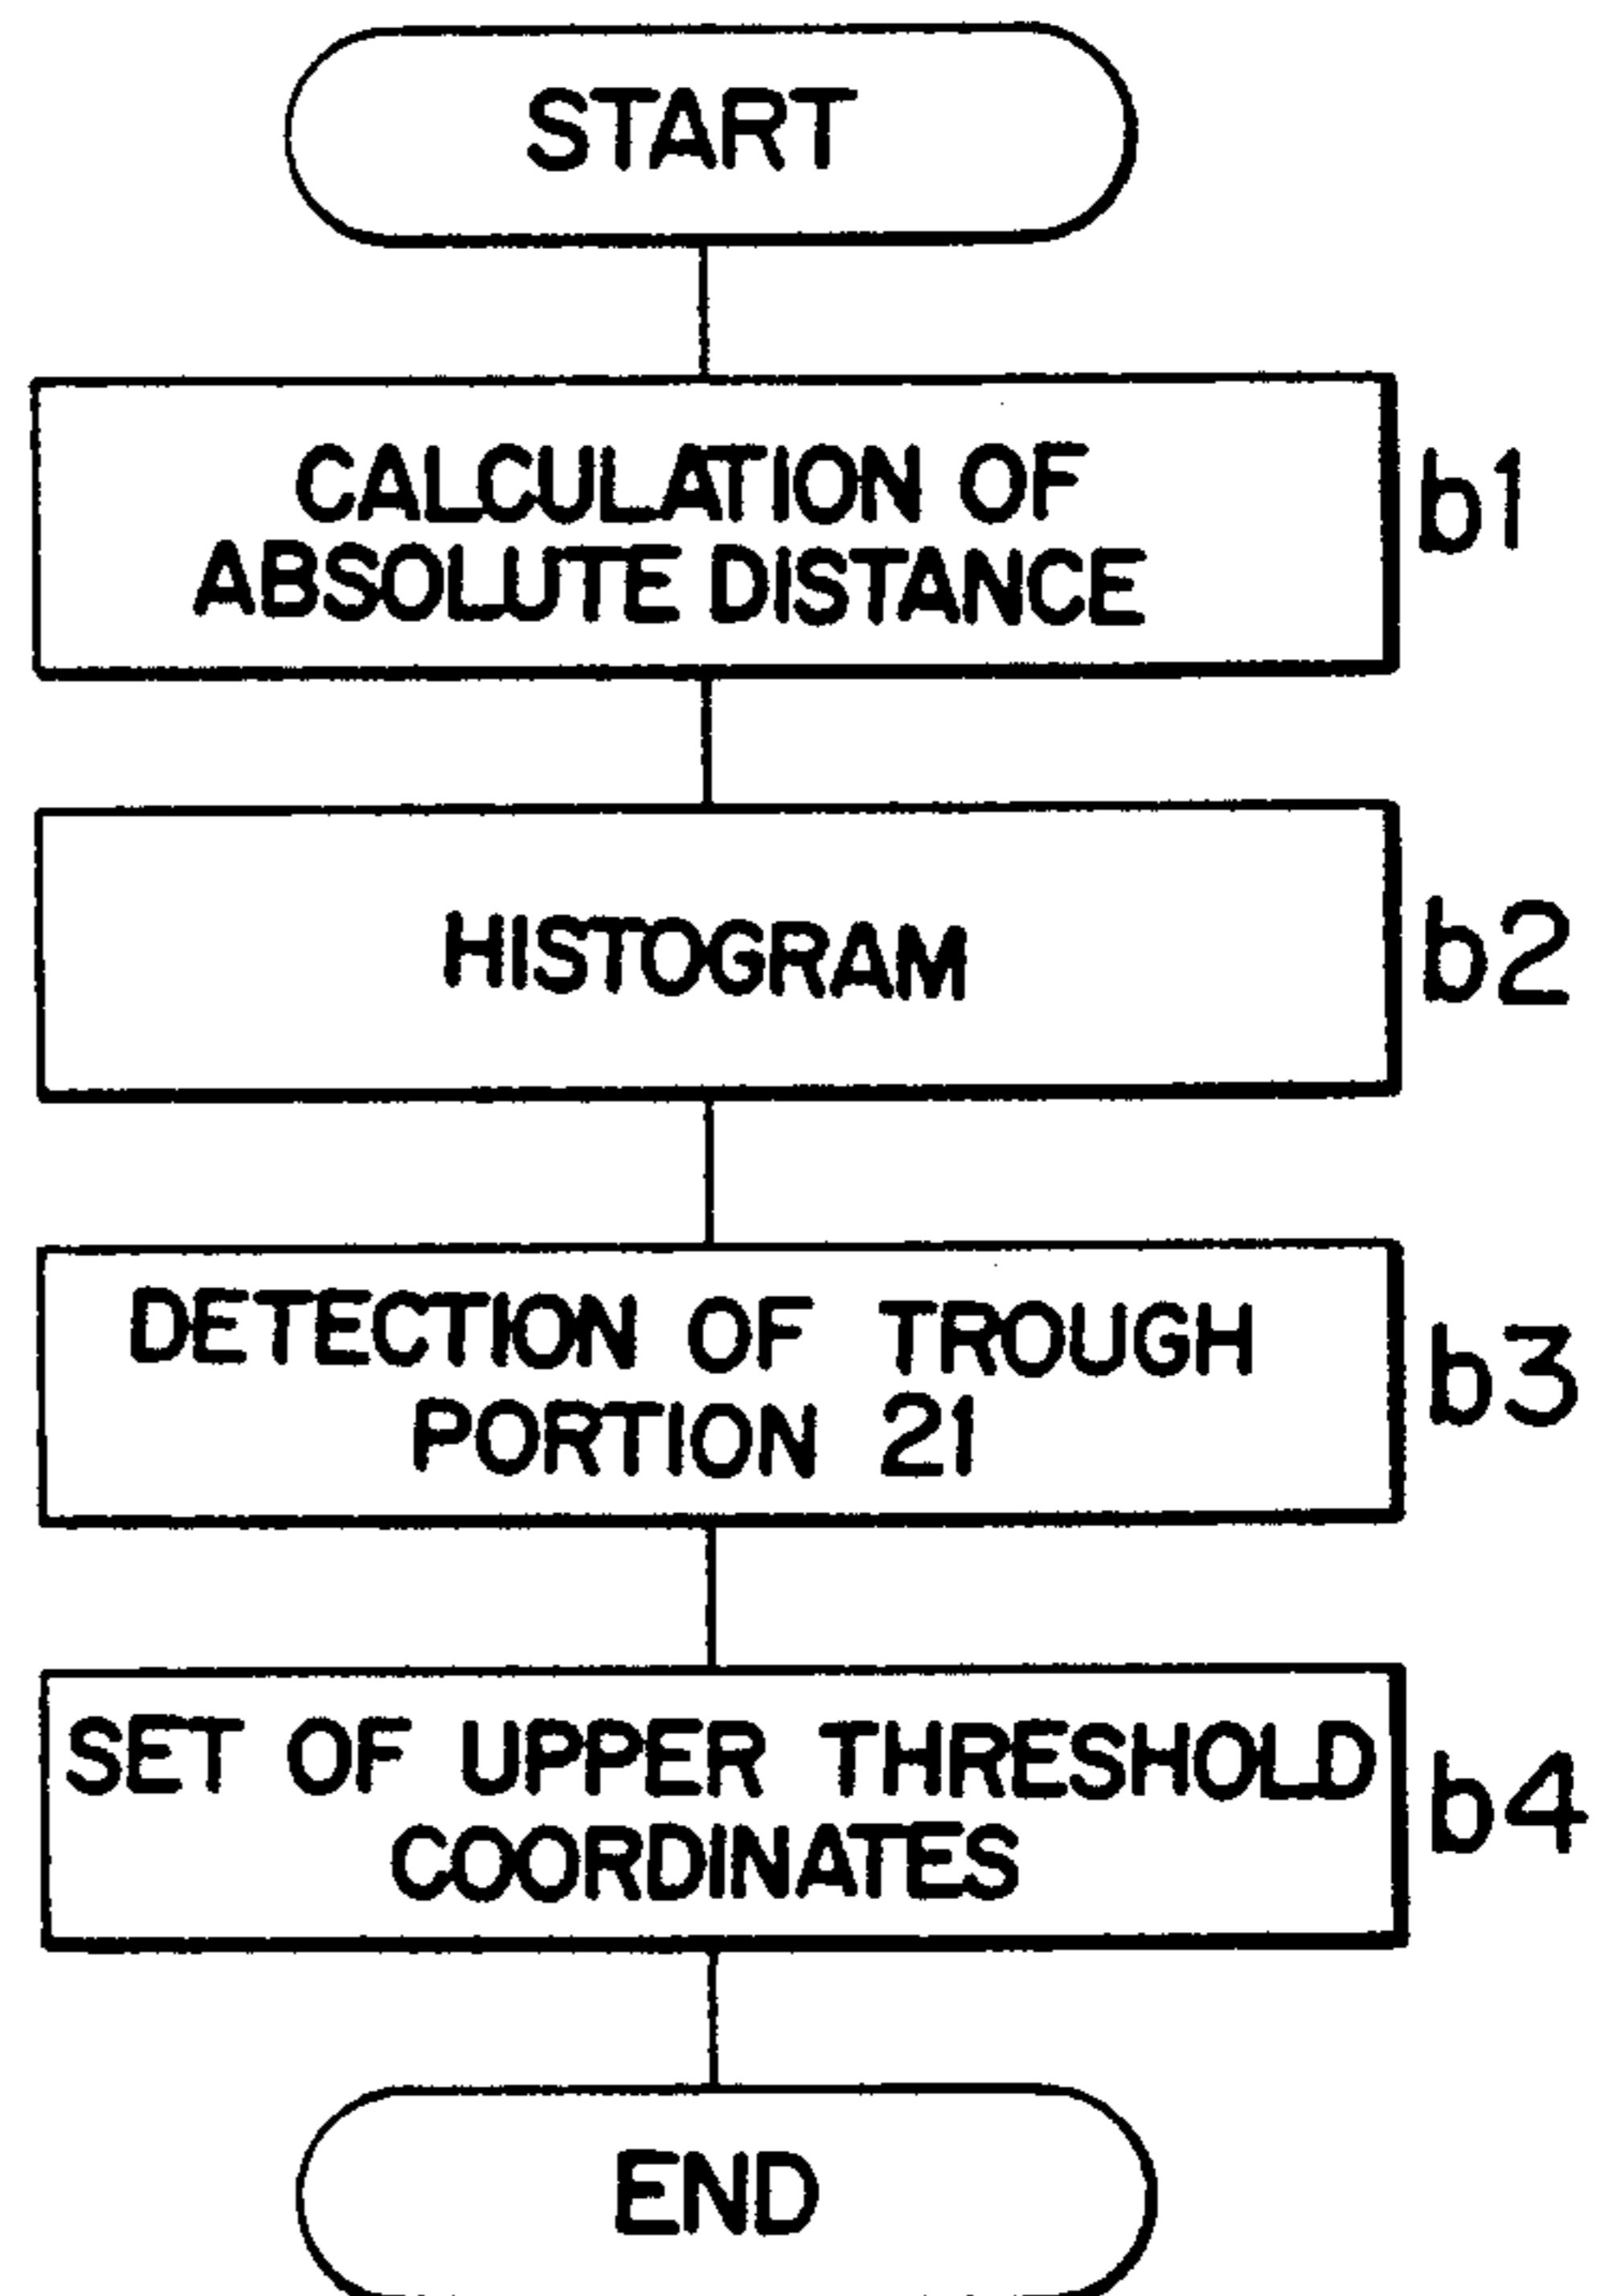 START
CALCULATION OF
ABSOLUTE DISTANCE
b1
HISTOGRAM
b2
DETECTION OF TROUGH
PORTION 21
b3
SET OF UPPER THRESHOLD
COORDINATES
b4
END